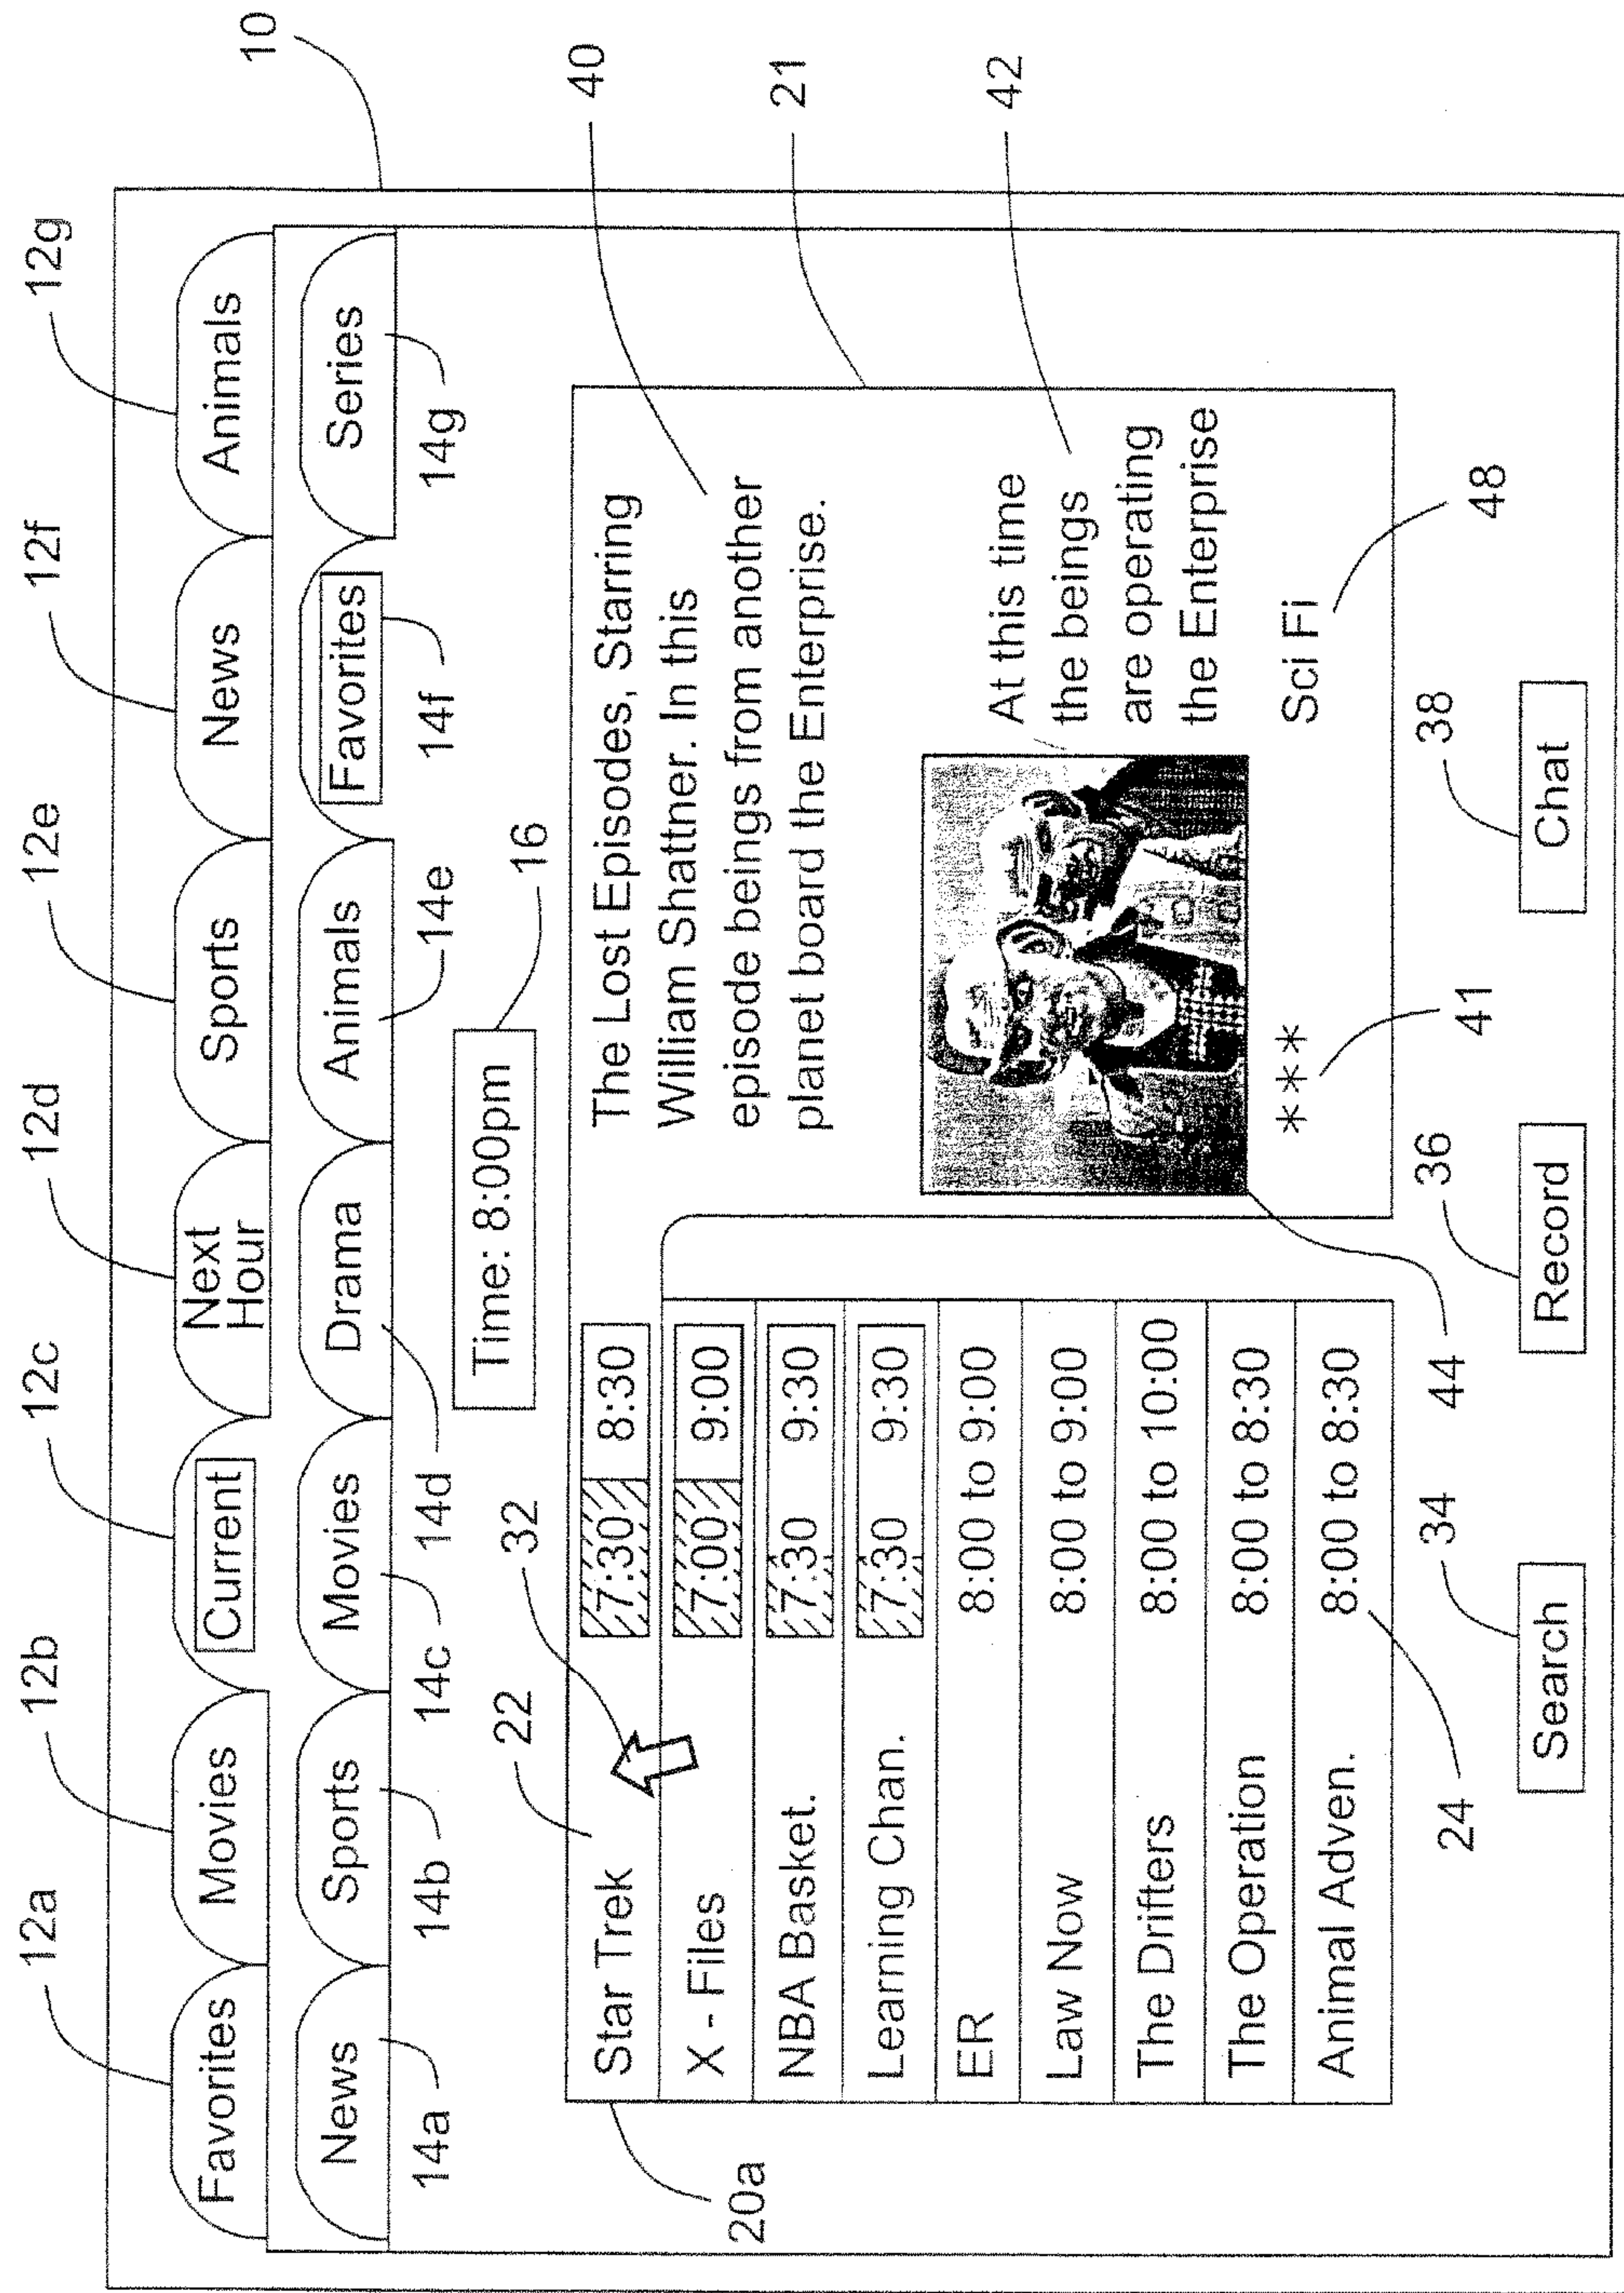 10
12a
12b
12c
12d
12e
12f
12g
Favorites
Movies
Current
Next
Hour
Sports
News
Animals
News
Sports
Movies
Drama
Animals
Favorites
Series
14a
14b
14c
14d
14e
14f
14g
Time: 8:00pm
16
22
32
40
21
42
20a
Star Trek 7:30 8:30
X - Files 7:00 9:00
NBA Basket. 7:30 9:30
Learning Chan. 7:30 9:30
ER 8:00 to 9:00
Law Now 8:00 to 9:00
The Drifters 8:00 to 10:00
The Operation 8:00 to 8:30
Animal Adven. 8:00 to 8:30
The Lost Episodes, Starring
William Shattner. In this
episode beings from another
planet board the Enterprise.
At this time
the beings
are operating
the Enterprise
***
Sci Fi
24
34
44
36
41
38
48
Search
Record
Chat